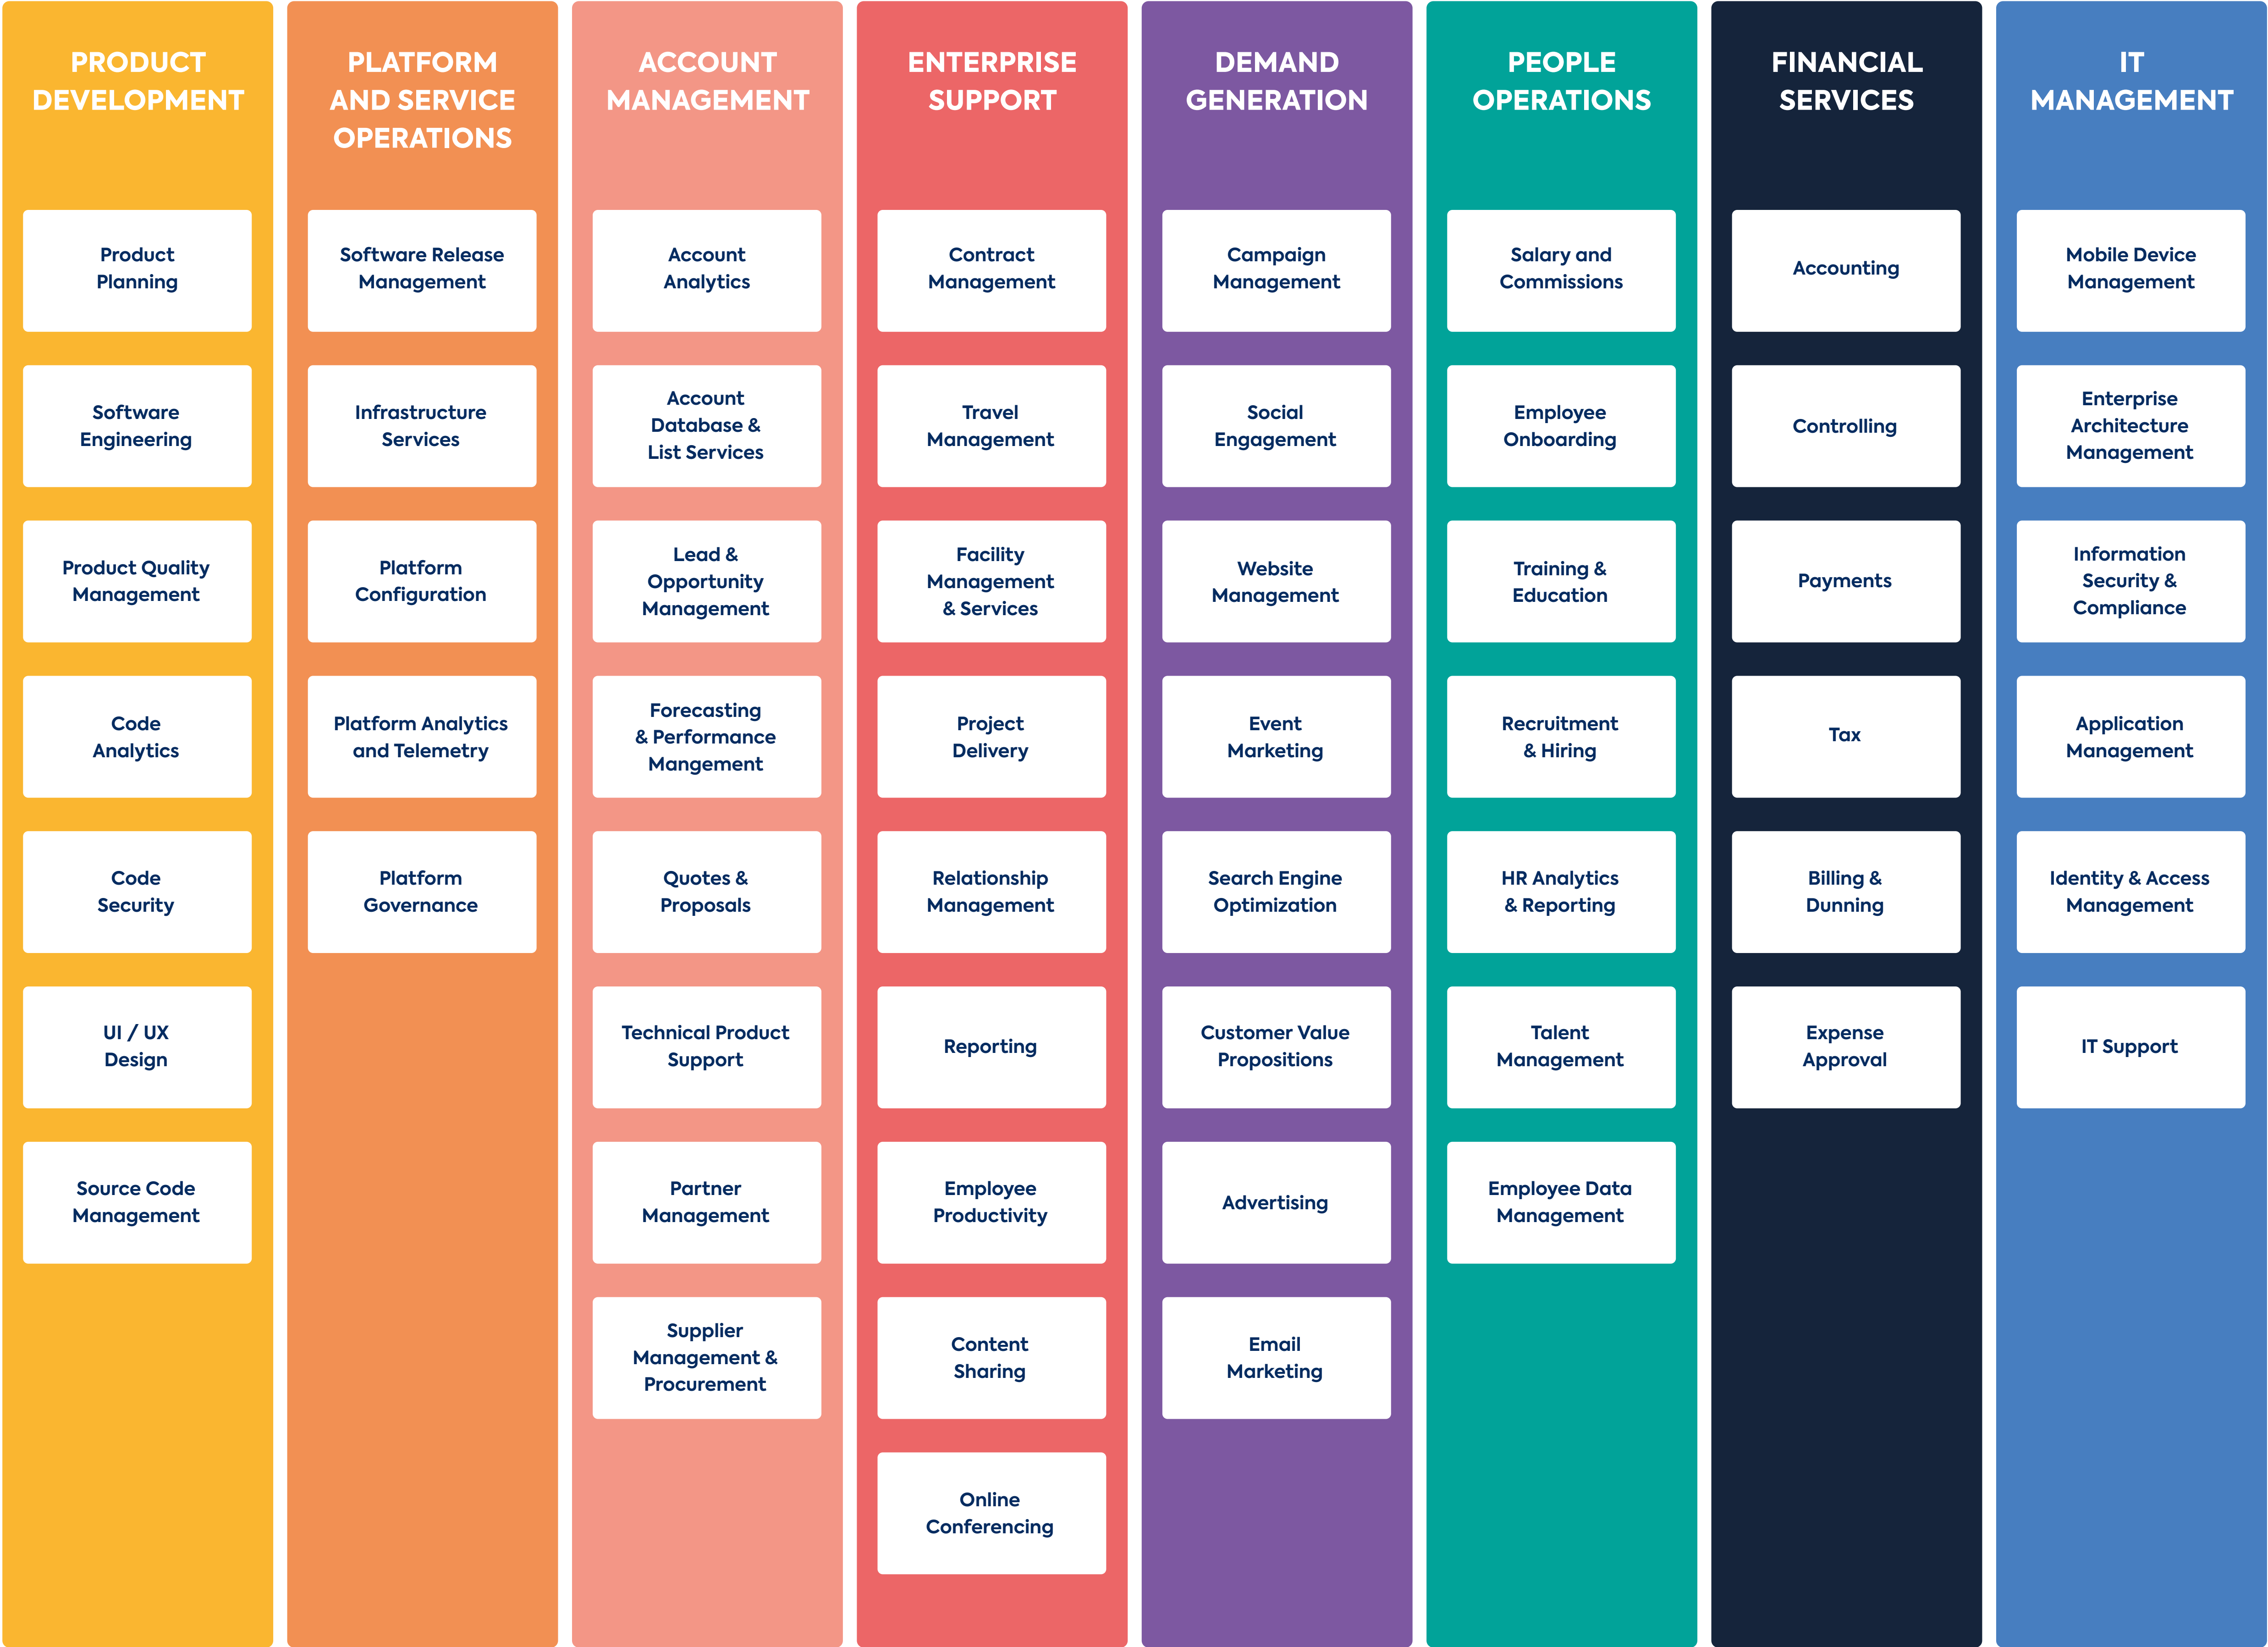 PRODUCT
DEVELOPMENT
Product
Planning
Software
Engineering
Product Quality
Management
Code
Analytics
Code
Security
UI / UX
Design
Source Code
Management
PLATFORM
AND SERVICE
OPERATIONS
Software Release
Management
Infrastructure
Services
Platform
Configuration
Platform Analytics
and Telemetry
Platform
Governance
ACCOUNT
MANAGEMENT
Account
Analytics
Account
Database &
List Services
Lead &
Opportunity
Management
Forecasting
& Performance
Mangement
Quotes &
Proposals
Technical Product
Support
Partner
Management
Supplier
Management &
Procurement
ENTERPRISE
SUPPORT
Contract
Management
Travel
Management
Facility
Management
& Services
Project
Delivery
Relationship
Management
Reporting
Employee
Productivity
Content
Sharing
Online
Conferencing
DEMAND
GENERATION
Campaign
Management
Social
Engagement
Website
Management
Event
Marketing
Search Engine
Optimization
Customer Value
Propositions
Advertising
Email
Marketing
PEOPLE
OPERATIONS
Salary and
Commissions
Employee
Onboarding
Training &
Education
Recruitment
& Hiring
HR Analytics
& Reporting
Talent
Management
Employee Data
Management
FINANCIAL
SERVICES
Accounting
Controlling
Payments
Tax
Billing &
Dunning
Expense
Approval
IT
MANAGEMENT
Mobile Device
Management
Enterprise
Architecture
Management
Information
Security &
Compliance
Application
Management
Identity & Access
Management
IT Support